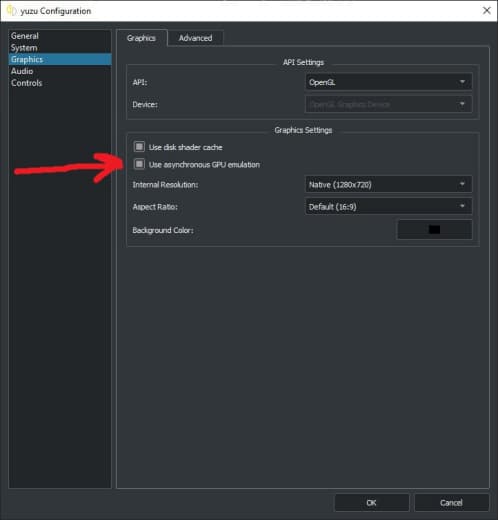 yuzu Configuration
General
System
Graphics
Audio
Controls
Graphics Advanced
API Settings
API: OpenGL
Device: OpenGL Graphics Device
Graphics Settings
Use disk shader cache
Use asynchronous GPU emulation
Internal Resolution: Native (1280x720)
Aspect Ratio: Default (16:9)
Background Color:
OK Cancel